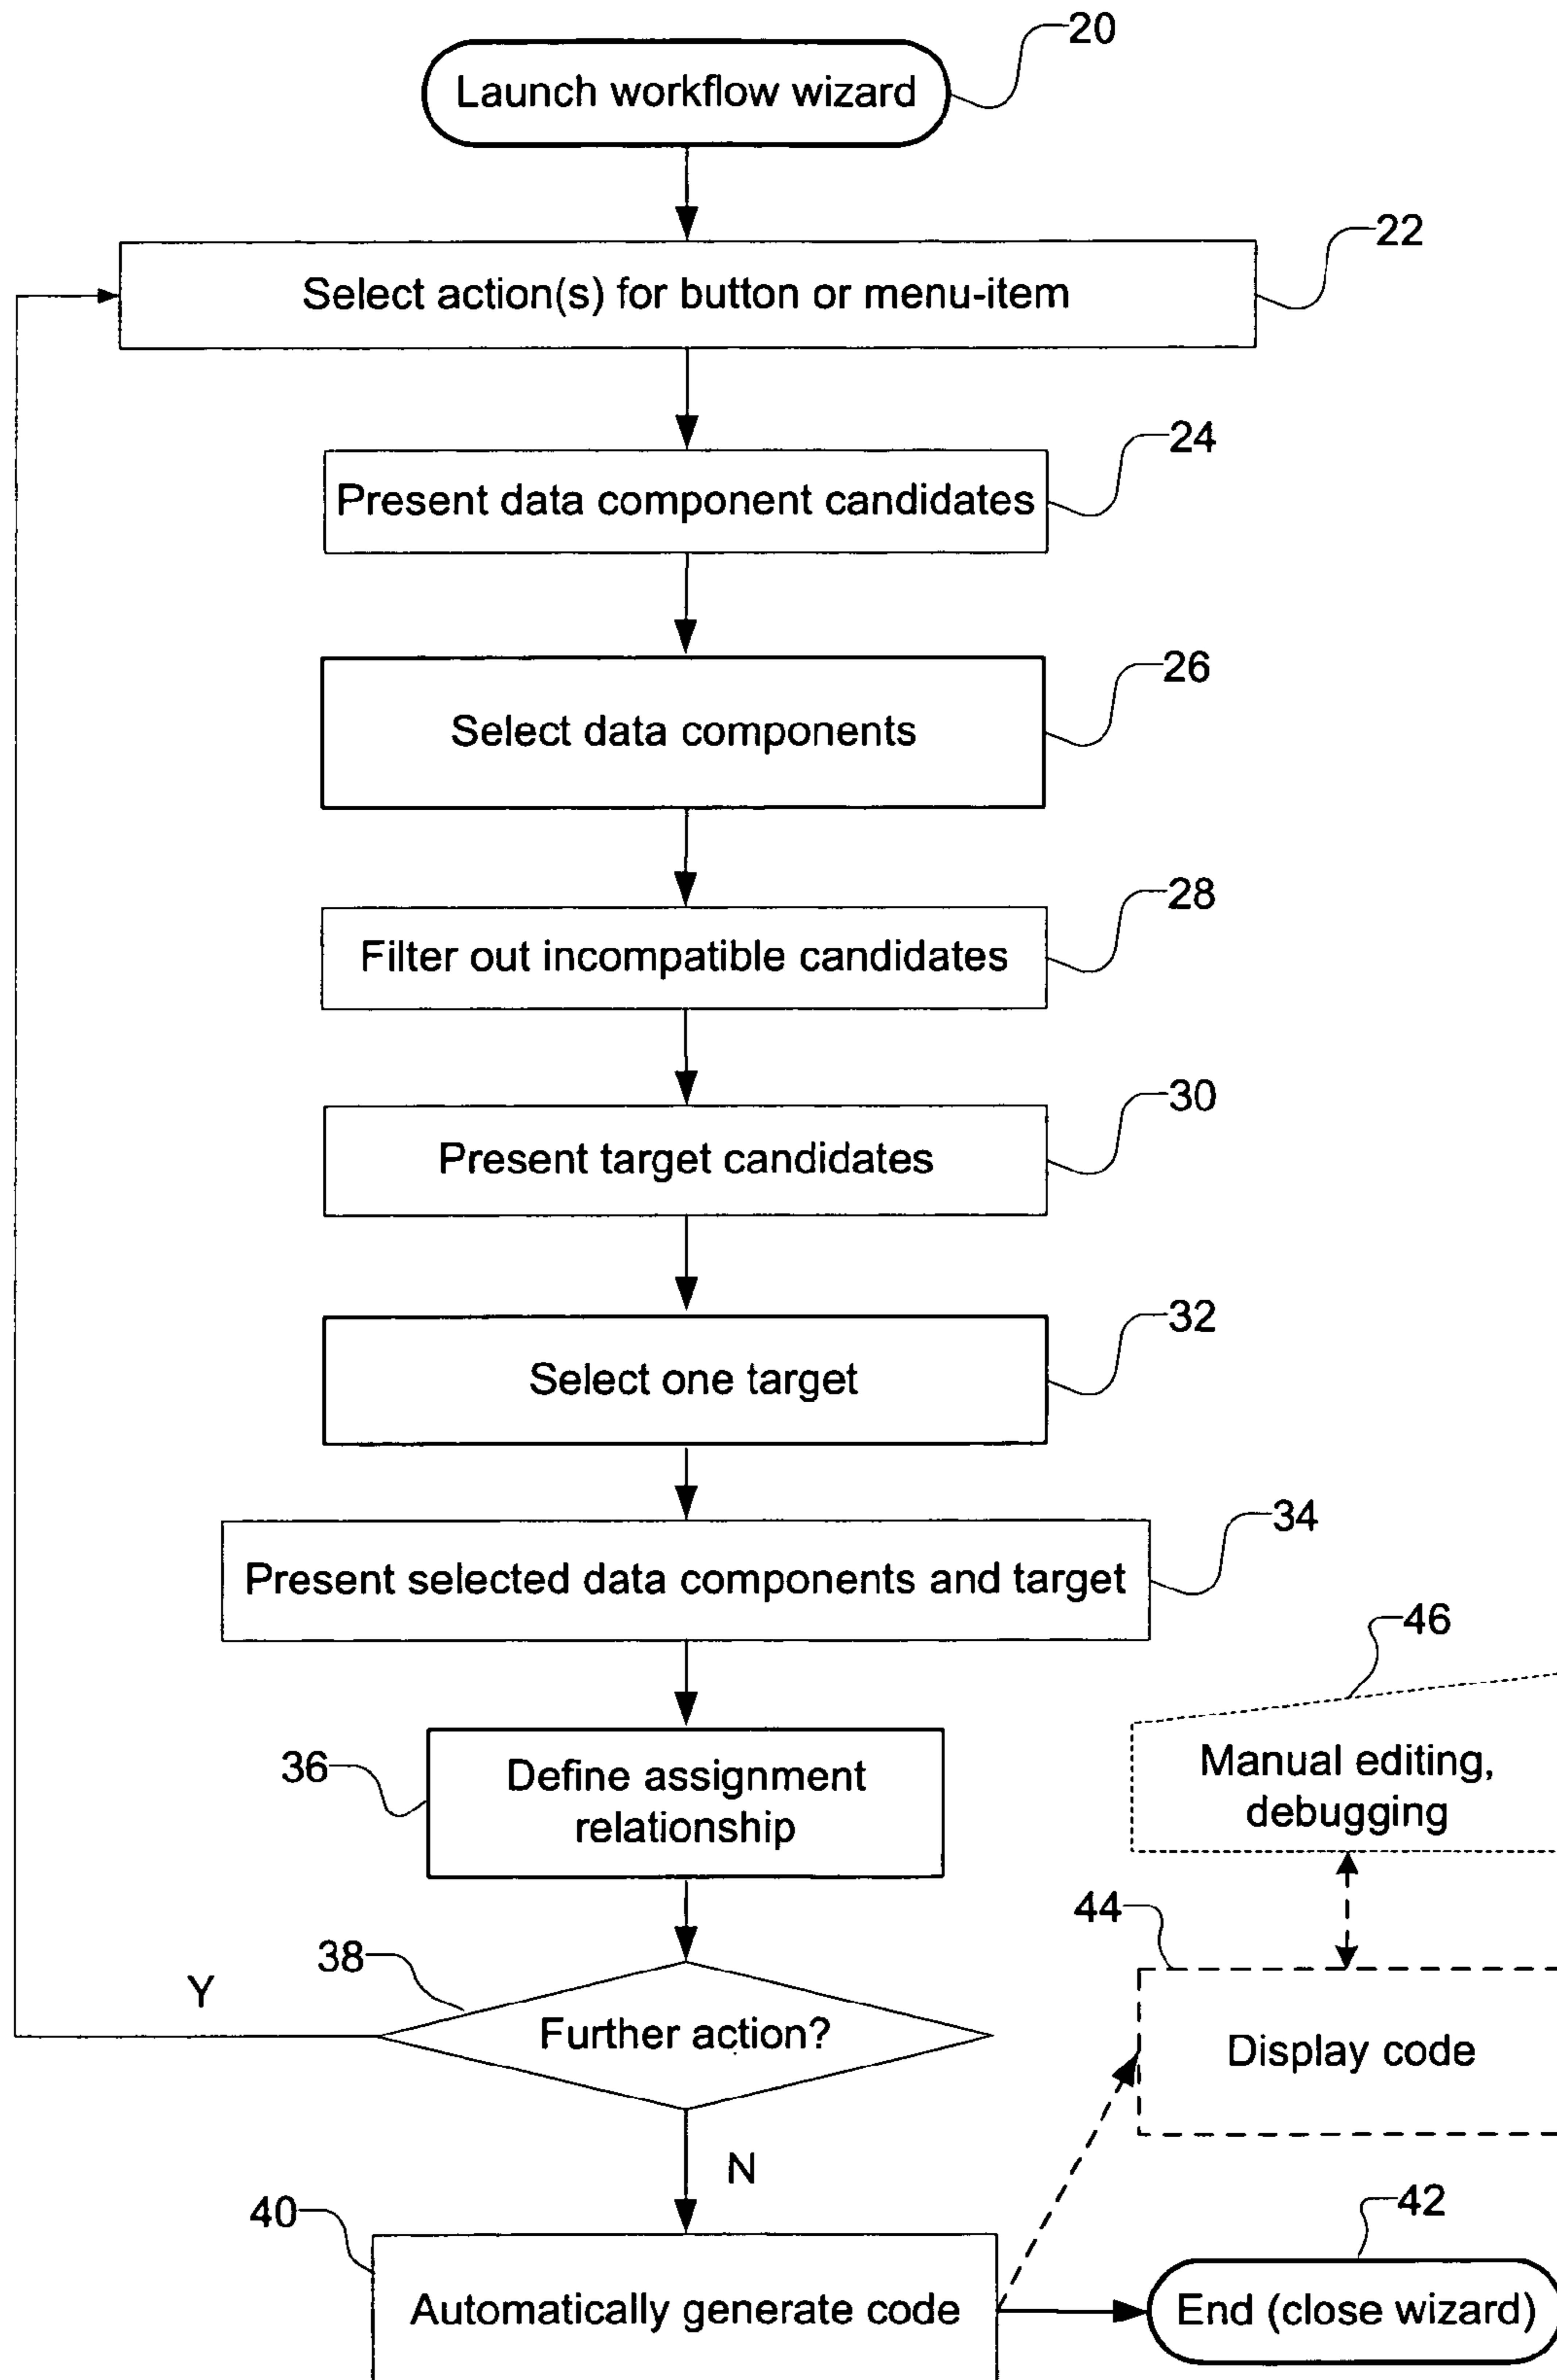 20
Launch workflow wizard
22
Select action(s) for button or menu-item
24
Present data component candidates
26
Select data components
28
Filter out incompatible candidates
30
Present target candidates
32
Select one target
34
Present selected data components and target
46
36
Define assignment
relationship
Manual editing,
debugging
44
38
Y
Further action?
Display code
N
40
42
Automatically generate code
End (close wizard)